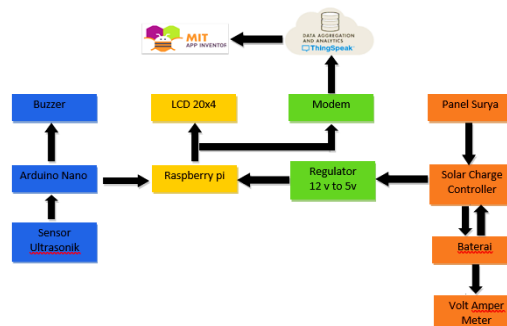 MIT
APP INVENTOR
DATA AGGREGATION
AND ANALYTICS
ThingSpeak
Buzzer
LCD 20x4
Modem
Panel Surya
Arduino Nano
Raspberry pi
Regulator
12 v to 5v
Solar Charge
Controller
Sensor
Ultrasonik
Baterai
Volt Amper
Meter